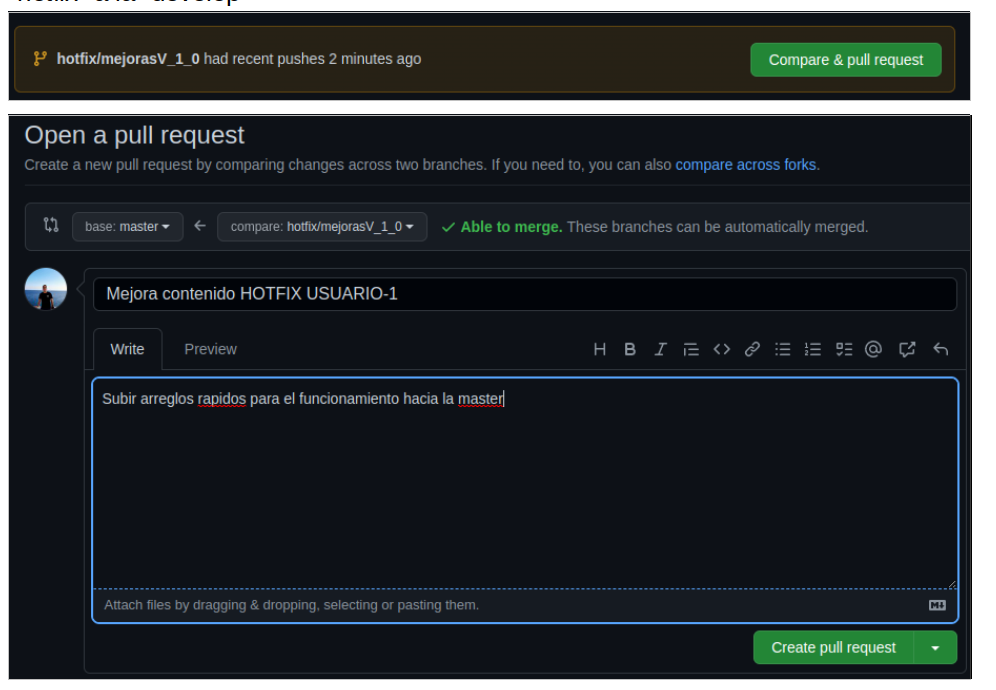 hotfix a la develop
hotfix/mejorasV_1_0 had recent pushes 2 minutes ago
Compare & pull request
Open a pull request
Create a new pull request by comparing changes across two branches. If you need to, you can also compare across forks.
base: master
compare: hotfix/mejorasV_1_0
Able to merge. These branches can be automatically merged.
Mejora contenido HOTFIX USUARIO-1
Write
Preview
Subir arreglos rapidos para el funcionamiento hacia la master
Attach files by dragging & dropping, selecting or pasting them.
Create pull request